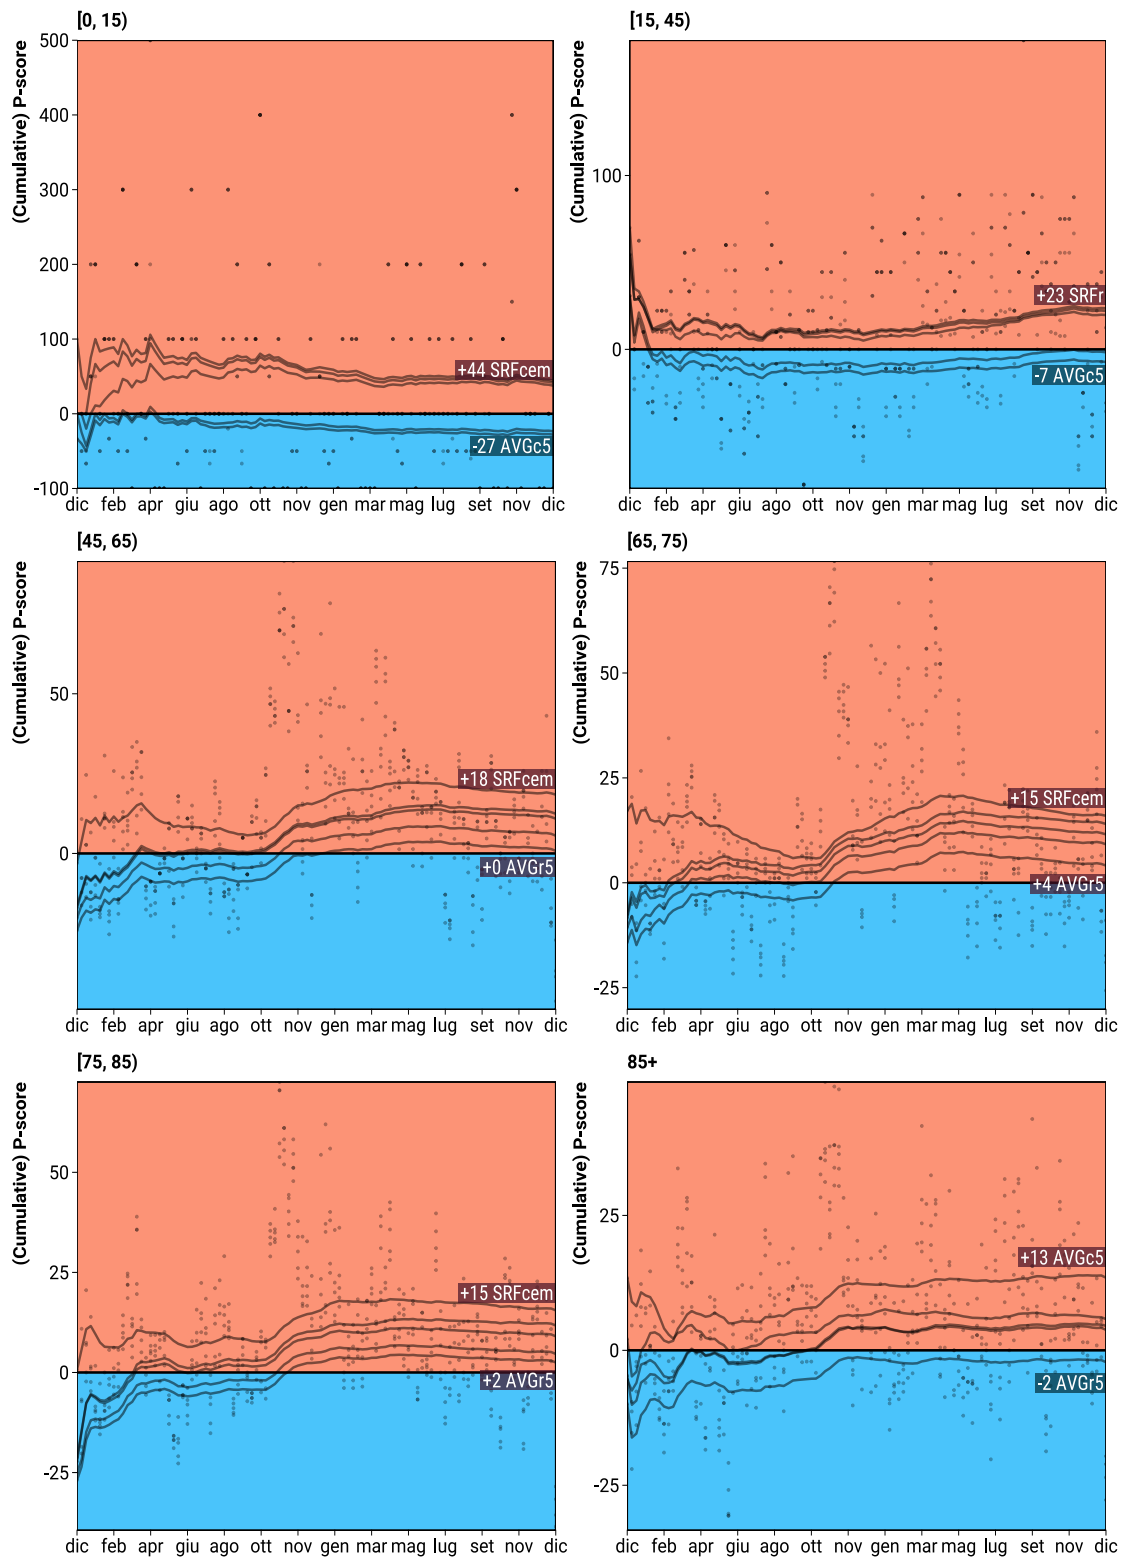 [0, 15)
(Cumulative) P-score
500
400
300
200
100
0
-100
+44 SRFcem
-27 AVGc5
dic feb apr giu ago ott nov gen mar mag lug set nov dic
[15, 45)
(Cumulative) P-score
100
0
+23 SRFr
-7 AVGc5
dic feb apr giu ago ott nov gen mar mag lug set nov dic
[45, 65)
(Cumulative) P-score
50
0
+18 SRFcem
+0 AVGr5
dic feb apr giu ago ott nov gen mar mag lug set nov dic
[65, 75)
(Cumulative) P-score
75
50
25
0
-25
+15 SRFcem
+4 AVGr5
dic feb apr giu ago ott nov gen mar mag lug set nov dic
[75, 85)
(Cumulative) P-score
50
25
0
-25
+15 SRFcem
+2 AVGr5
dic feb apr giu ago ott nov gen mar mag lug set nov dic
85+
(Cumulative) P-score
25
0
-25
+13 AVGc5
-2 AVGr5
dic feb apr giu ago ott nov gen mar mag lug set nov dic